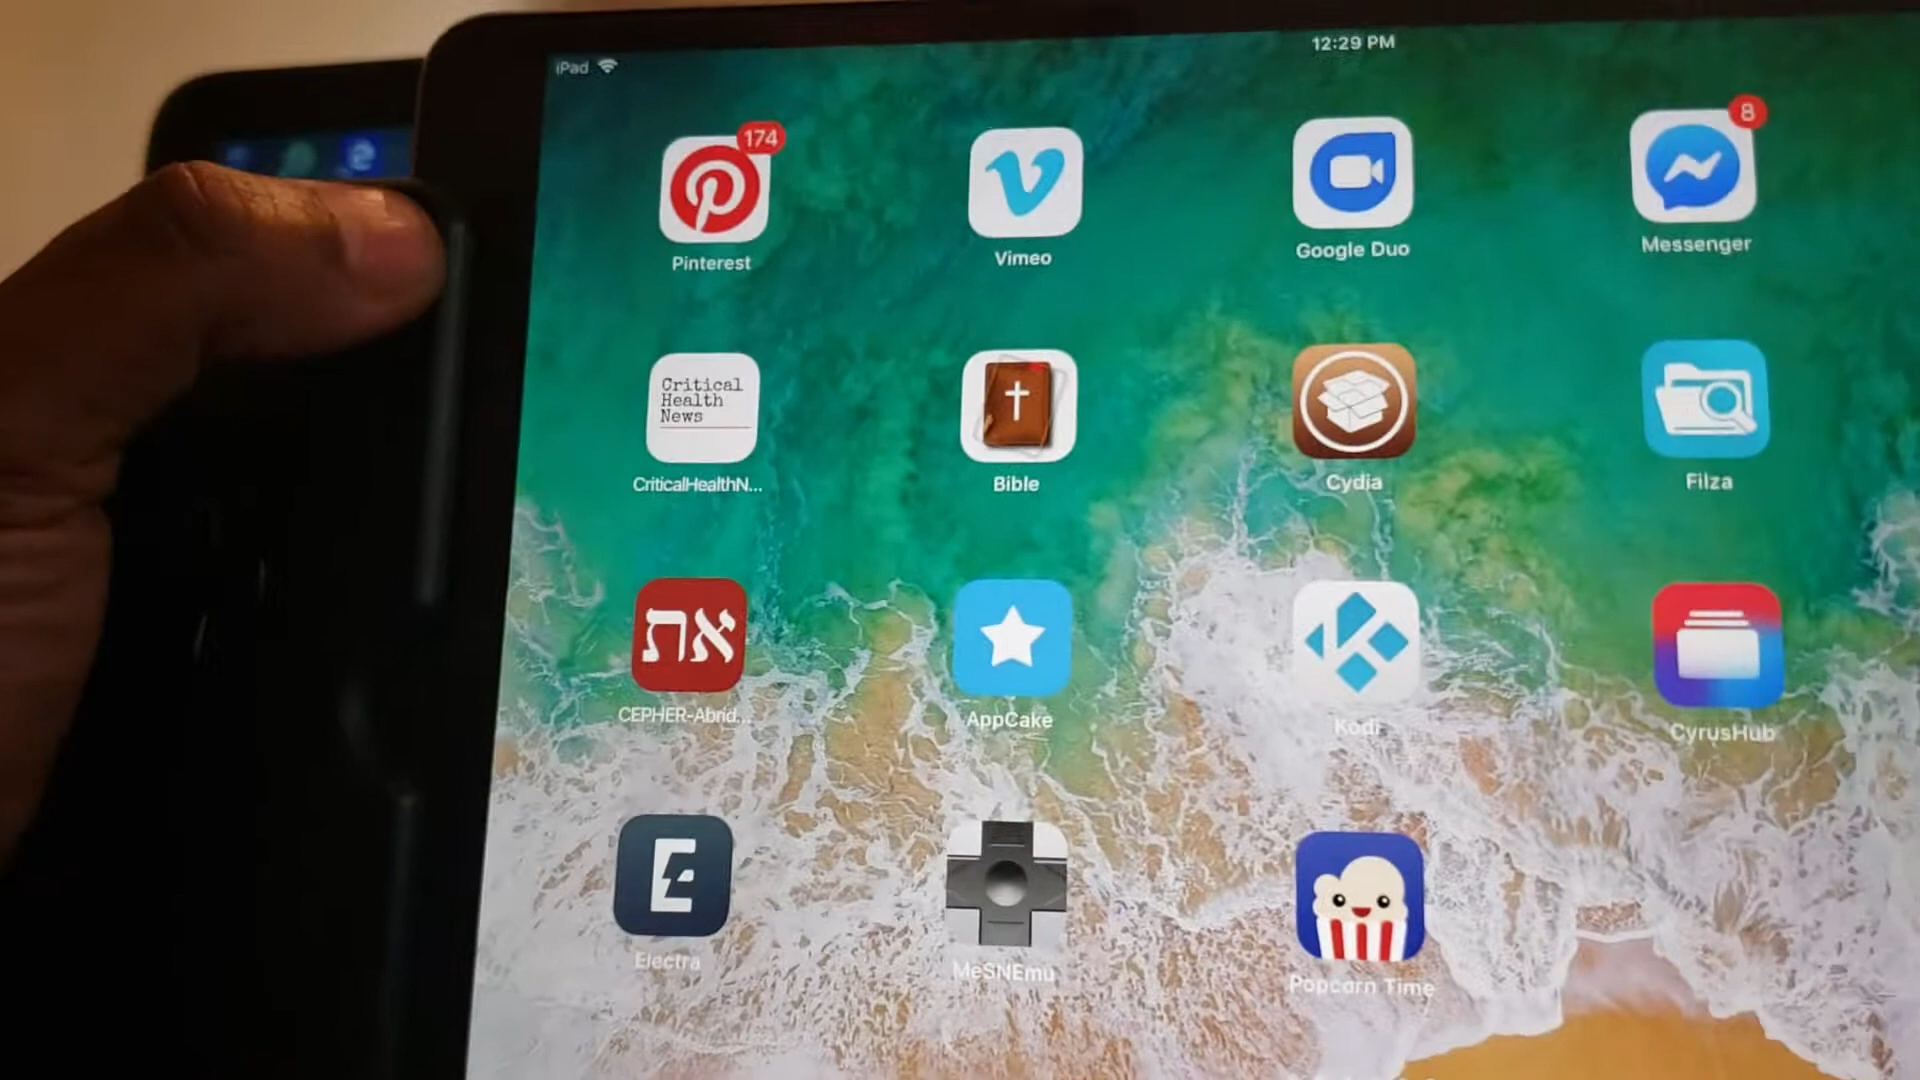 iPad
12:29 PM
174
8
Pinterest
Vimeo
Google Duo
Messenger
Critical
Health
News
CriticalHealthN...
Bible
Cydia
Filza
את
CEPHER-Abrid...
AppCake
Kodi
CyrusHub
E
Electra
MeSNEmu
Popcorn Time